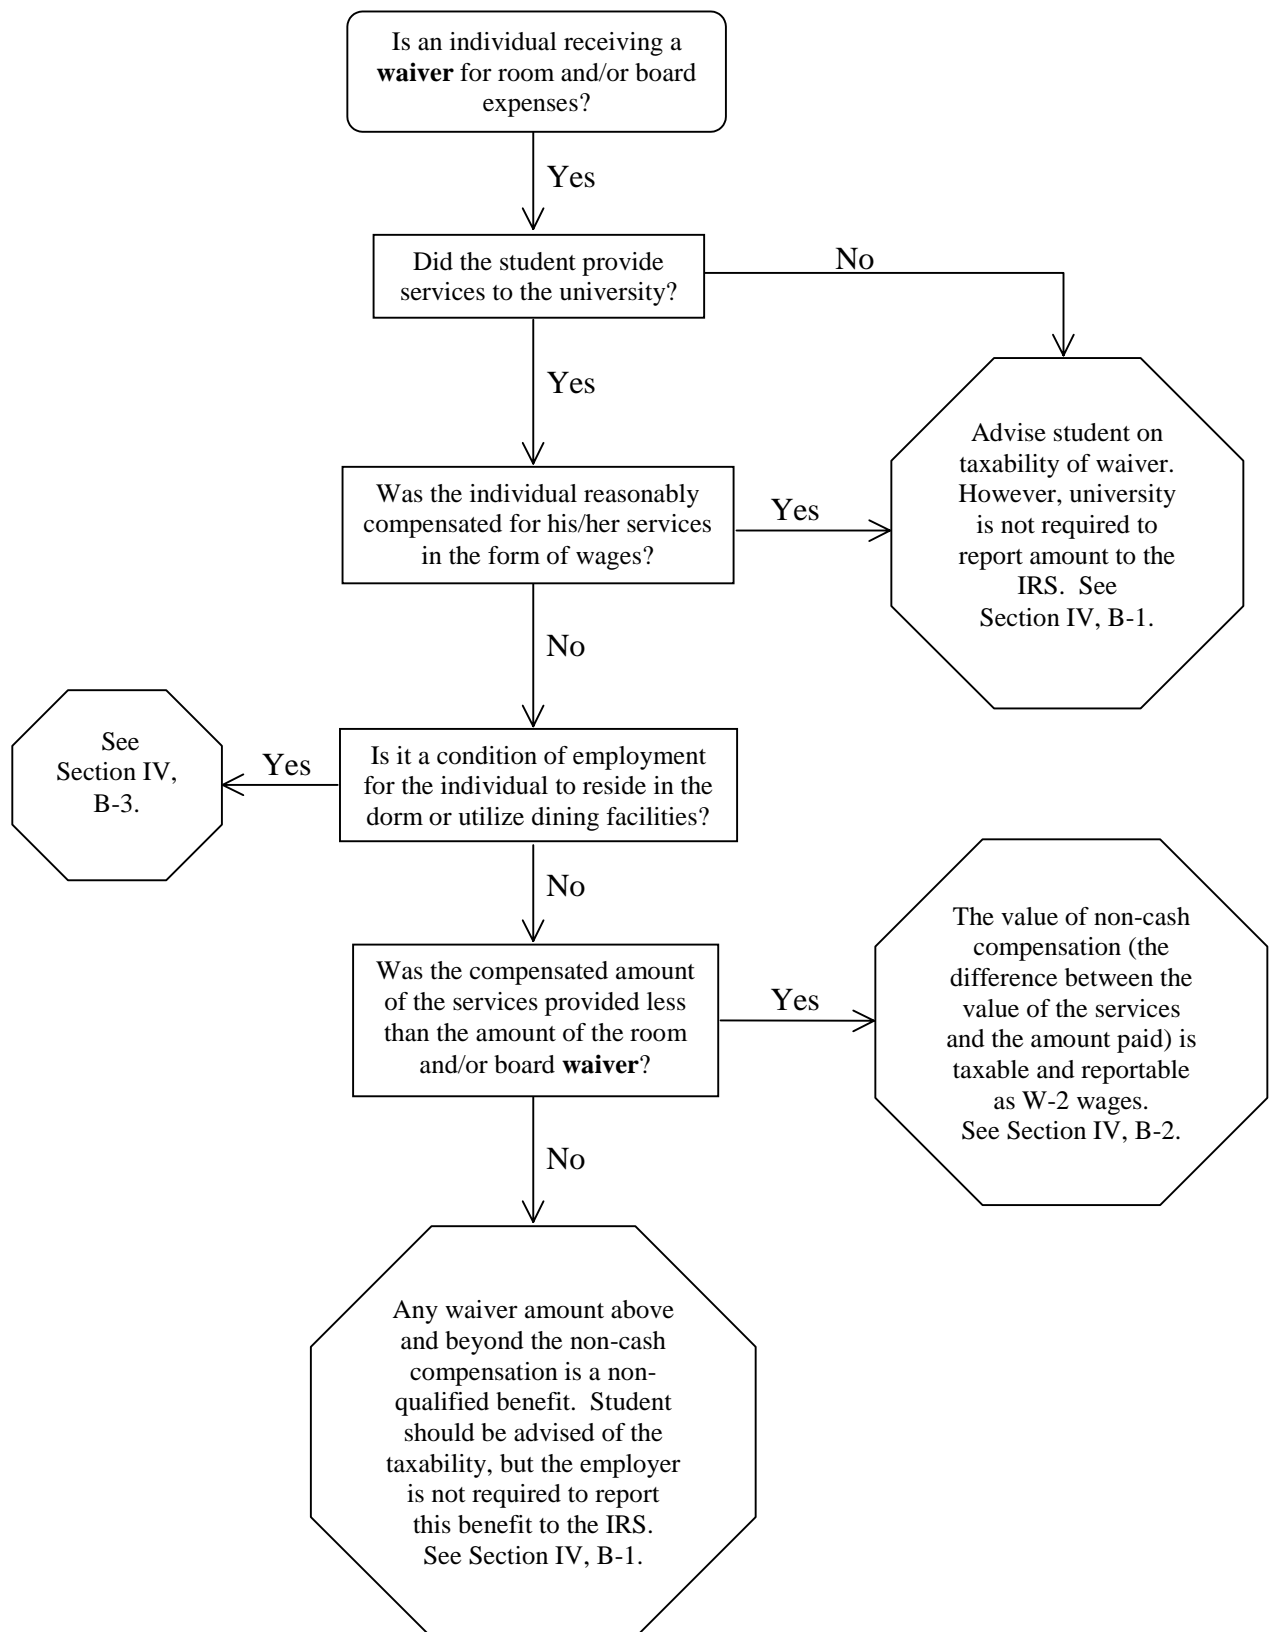 Is an individual receiving a
waiver for room and/or board
expenses?
Yes
Did the student provide
services to the university?
No
Yes
Advise student on
taxability of waiver.
However, university
is not required to
report amount to the
IRS.  See
Section IV, B-1.
Was the individual reasonably
compensated for his/her services
in the form of wages?
Yes
No
See
Section IV,
B-3.
Yes
Is it a condition of employment
for the individual to reside in the
dorm or utilize dining facilities?
No
Was the compensated amount
of the services provided less
than the amount of the room
and/or board waiver?
Yes
The value of non-cash
compensation (the
difference between the
value of the services
and the amount paid) is
taxable and reportable
as W-2 wages.
See Section IV, B-2.
No
Any waiver amount above
and beyond the non-cash
compensation is a non-
qualified benefit.  Student
should be advised of the
taxability, but the employer
is not required to report
this benefit to the IRS.
See Section IV, B-1.